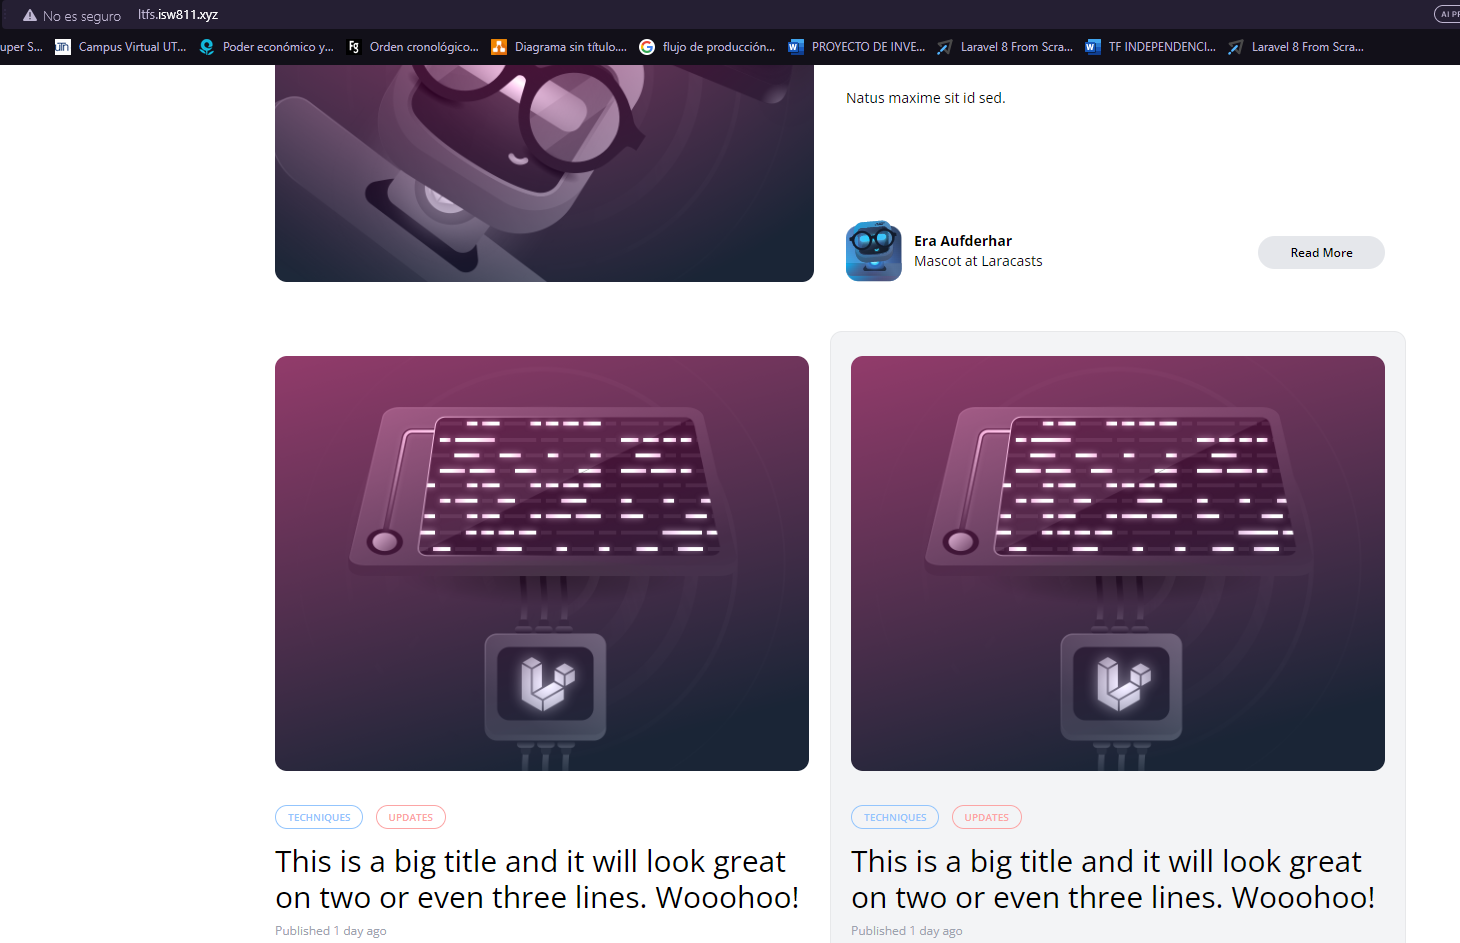 No es seguro ltfs.isw811.xyz AI PR
uper S... Campus Virtual UT... Poder económico y... Orden cronológico... Diagrama sin título.... flujo de producción... PROYECTO DE INVE... Laravel 8 From Scra... TF INDEPENDENCI... Laravel 8 From Scra...
Natus maxime sit id sed.
Era Aufderhar
Mascot at Laracasts
Read More
TECHNIQUES UPDATES
This is a big title and it will look great
on two or even three lines. Wooohoo!
Published 1 day ago
TECHNIQUES UPDATES
This is a big title and it will look great
on two or even three lines. Wooohoo!
Published 1 day ago